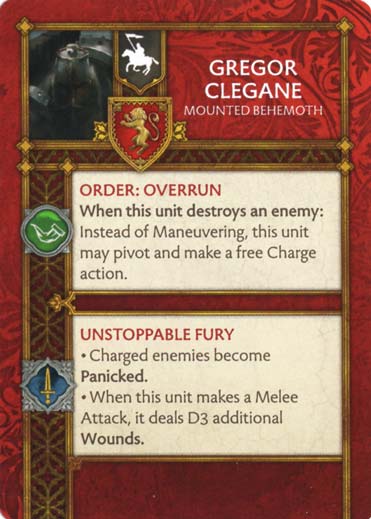 GREGOR
CLEGANE
MOUNTED BEHEMOTH
ORDER: OVERRUN
When this unit destroys an enemy:
Instead of Maneuvering, this unit
may pivot and make a free Charge
action.
UNSTOPPABLE FURY
• Charged enemies become
Panicked.
• When this unit makes a Melee
Attack, it deals D3 additional
Wounds.